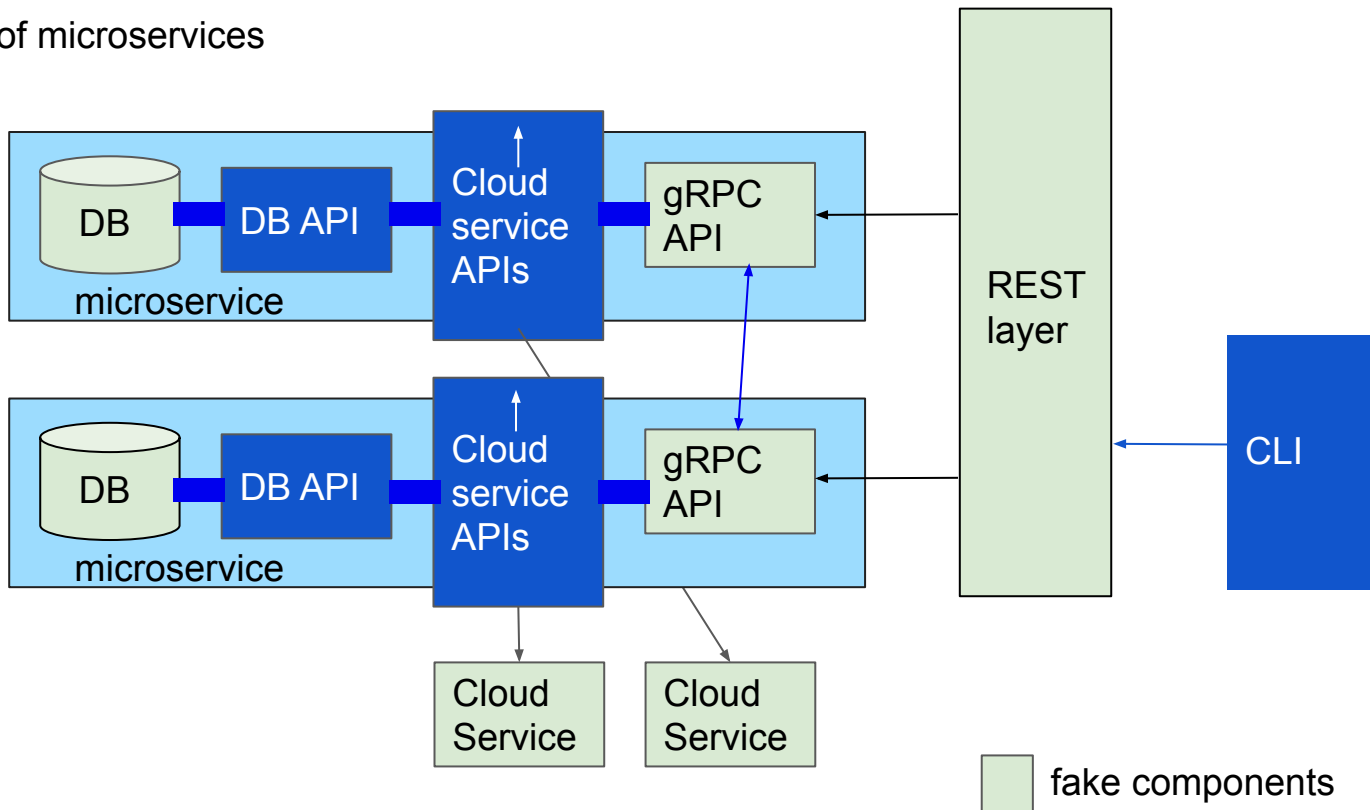 of microservices
DB
DB API
Cloud
service
APIs
gRPC
API
microservice
REST
layer
DB
DB API
Cloud
service
APIs
gRPC
API
microservice
CLI
Cloud
Service
Cloud
Service
fake components